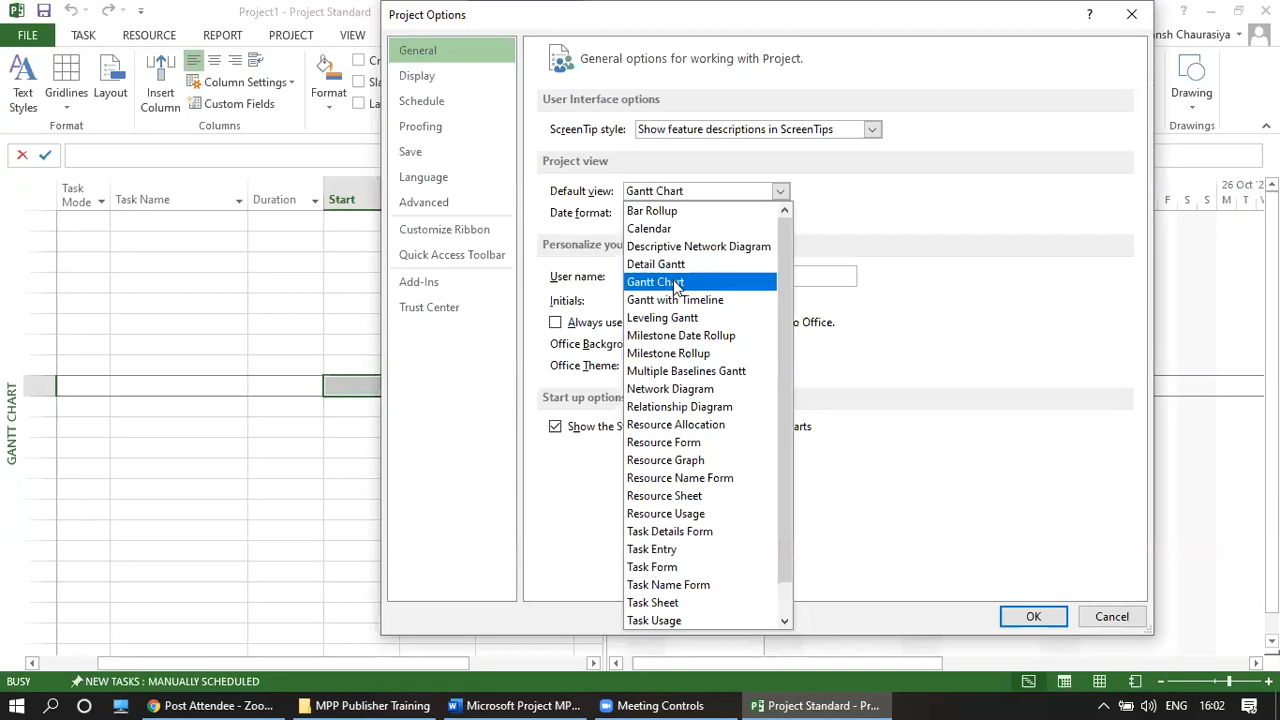 Project1 - Project Standard
Project Options
?
FILE
TASK
RESOURCE
REPORT
PROJECT
VIEW
nsh Chaurasiya
Text Styles
Gridlines
Layout
Format
Insert Column
Column Settings
Custom Fields
Columns
Format
Drawing
Drawings
General
Display
Schedule
Proofing
Save
Language
Advanced
Customize Ribbon
Quick Access Toolbar
Add-Ins
Trust Center
General options for working with Project.
User Interface options
ScreenTip style: Show feature descriptions in ScreenTips
Project view
Default view: Gantt Chart
Date format:
Personalize you
User name:
Initials:
Always use
to Office.
Office Backgro
Office Theme:
Start up option
Show the S
arts
Bar Rollup
Calendar
Descriptive Network Diagram
Detail Gantt
Gantt Chart
Gantt with Timeline
Leveling Gantt
Milestone Date Rollup
Milestone Rollup
Multiple Baselines Gantt
Network Diagram
Relationship Diagram
Resource Allocation
Resource Form
Resource Graph
Resource Name Form
Resource Sheet
Resource Usage
Task Details Form
Task Entry
Task Form
Task Name Form
Task Sheet
Task Usage
OK
Cancel
Task Mode
Task Name
Duration
Start
26 Oct '2
F S S M T
GANTT CHART
BUSY
NEW TASKS : MANUALLY SCHEDULED
Post Attendee - Zoo...
MPP Publisher Training
Microsoft Project MP...
Meeting Controls
Project Standard - Pr...
ENG
16:02